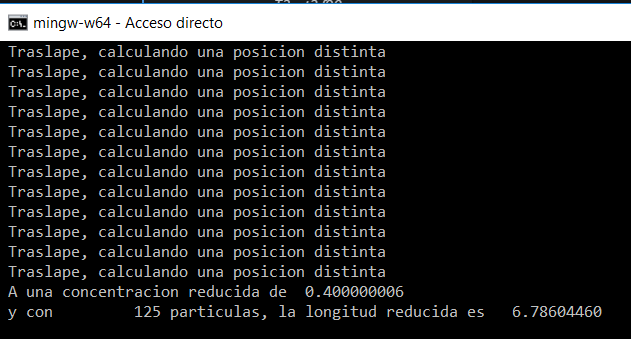 mingw-w64 - Acceso directo
Traslape, calculando una posicion distinta
Traslape, calculando una posicion distinta
Traslape, calculando una posicion distinta
Traslape, calculando una posicion distinta
Traslape, calculando una posicion distinta
Traslape, calculando una posicion distinta
Traslape, calculando una posicion distinta
Traslape, calculando una posicion distinta
Traslape, calculando una posicion distinta
Traslape, calculando una posicion distinta
Traslape, calculando una posicion distinta
Traslape, calculando una posicion distinta
A una concentracion reducida de  0.400000006
y con         125 particulas, la longitud reducida es   6.78604460